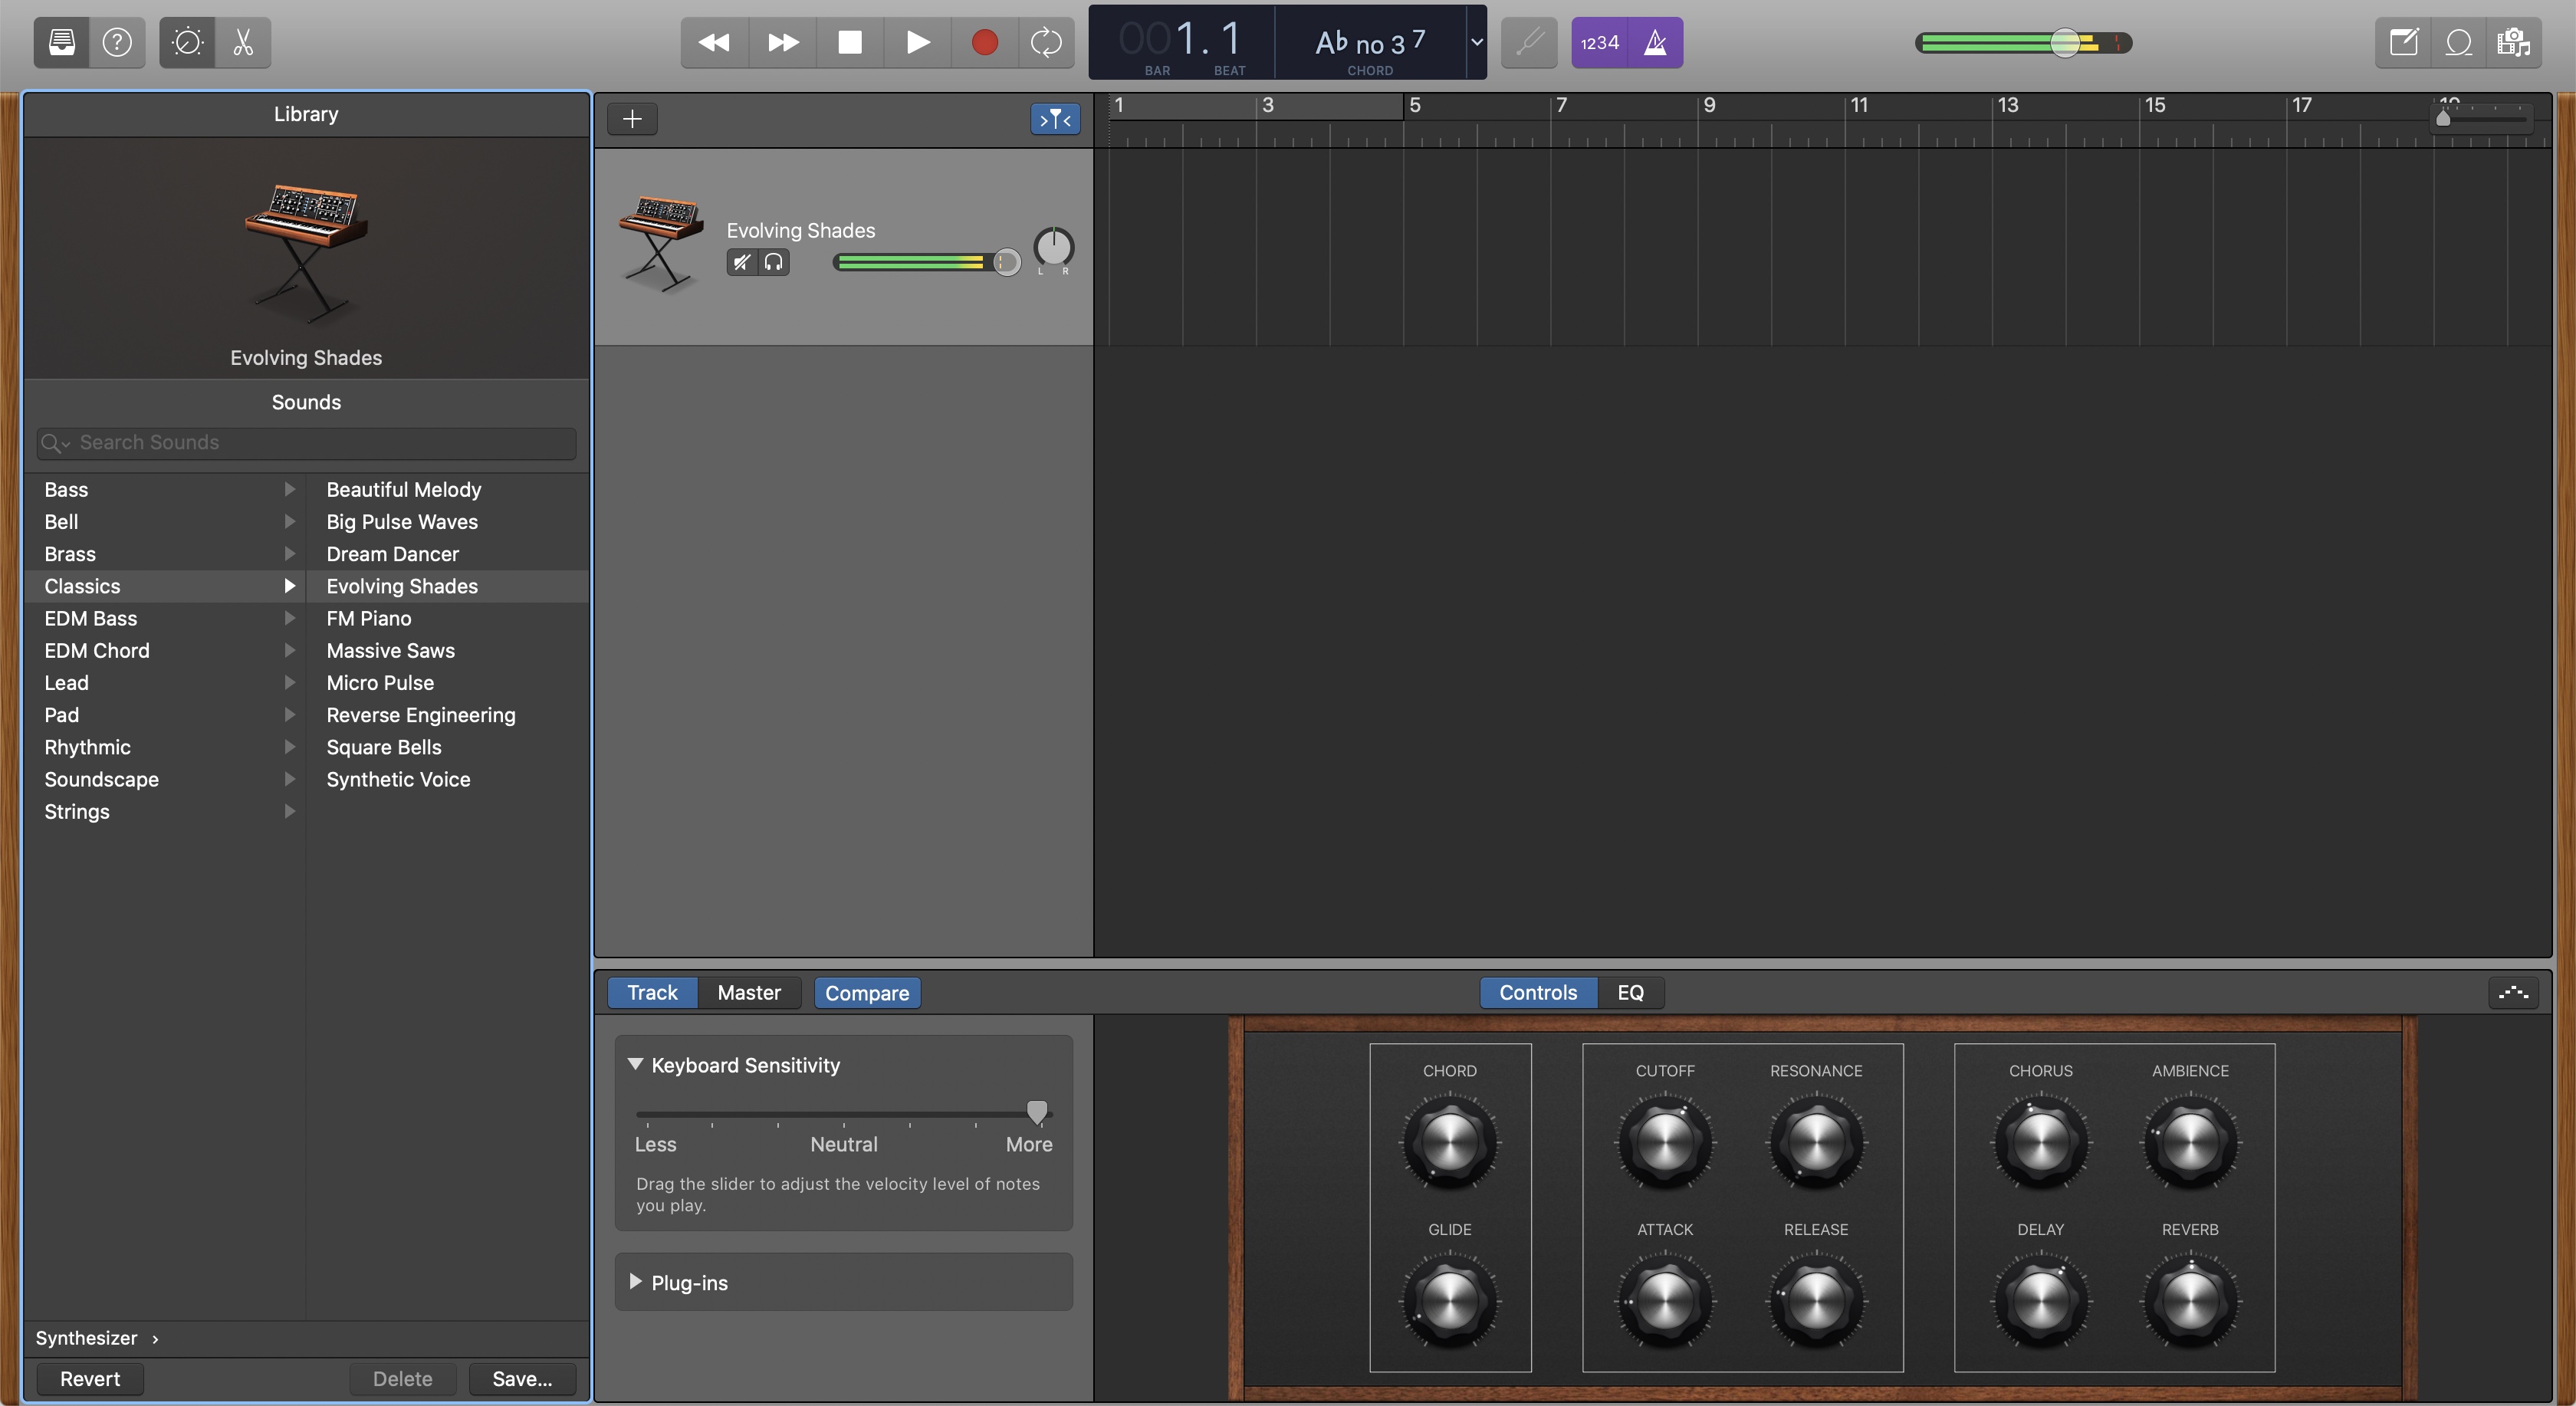 001. 1
BAR BEAT
Ab no 3 7
CHORD
1234
Library
Evolving Shades
Sounds
Search Sounds
Bass
Bell
Brass
Classics
EDM Bass
EDM Chord
Lead
Pad
Rhythmic
Soundscape
Strings
Beautiful Melody
Big Pulse Waves
Dream Dancer
Evolving Shades
FM Piano
Massive Saws
Micro Pulse
Reverse Engineering
Square Bells
Synthetic Voice
Synthesizer
Revert Delete Save...
1 3 5 7 9 11 13 15 17
Evolving Shades
L R
Track Master Compare
Controls EQ
Keyboard Sensitivity
Less Neutral More
Drag the slider to adjust the velocity level of notes
you play.
Plug-ins
CHORD CUTOFF RESONANCE CHORUS AMBIENCE
GLIDE ATTACK RELEASE DELAY REVERB